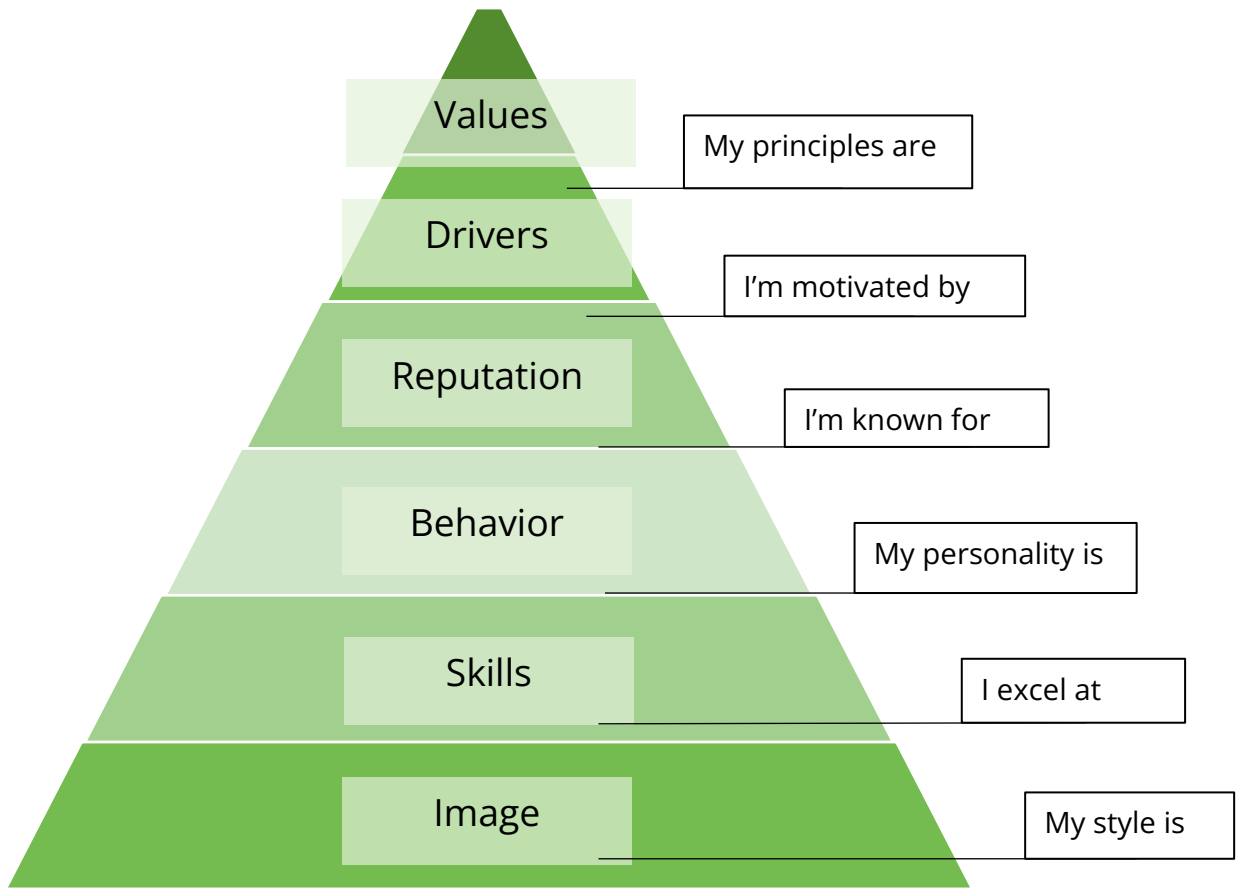 Values
My principles are
Drivers
I’m motivated by
Reputation
I’m known for
Behavior
My personality is
Skills
I excel at
Image
My style is